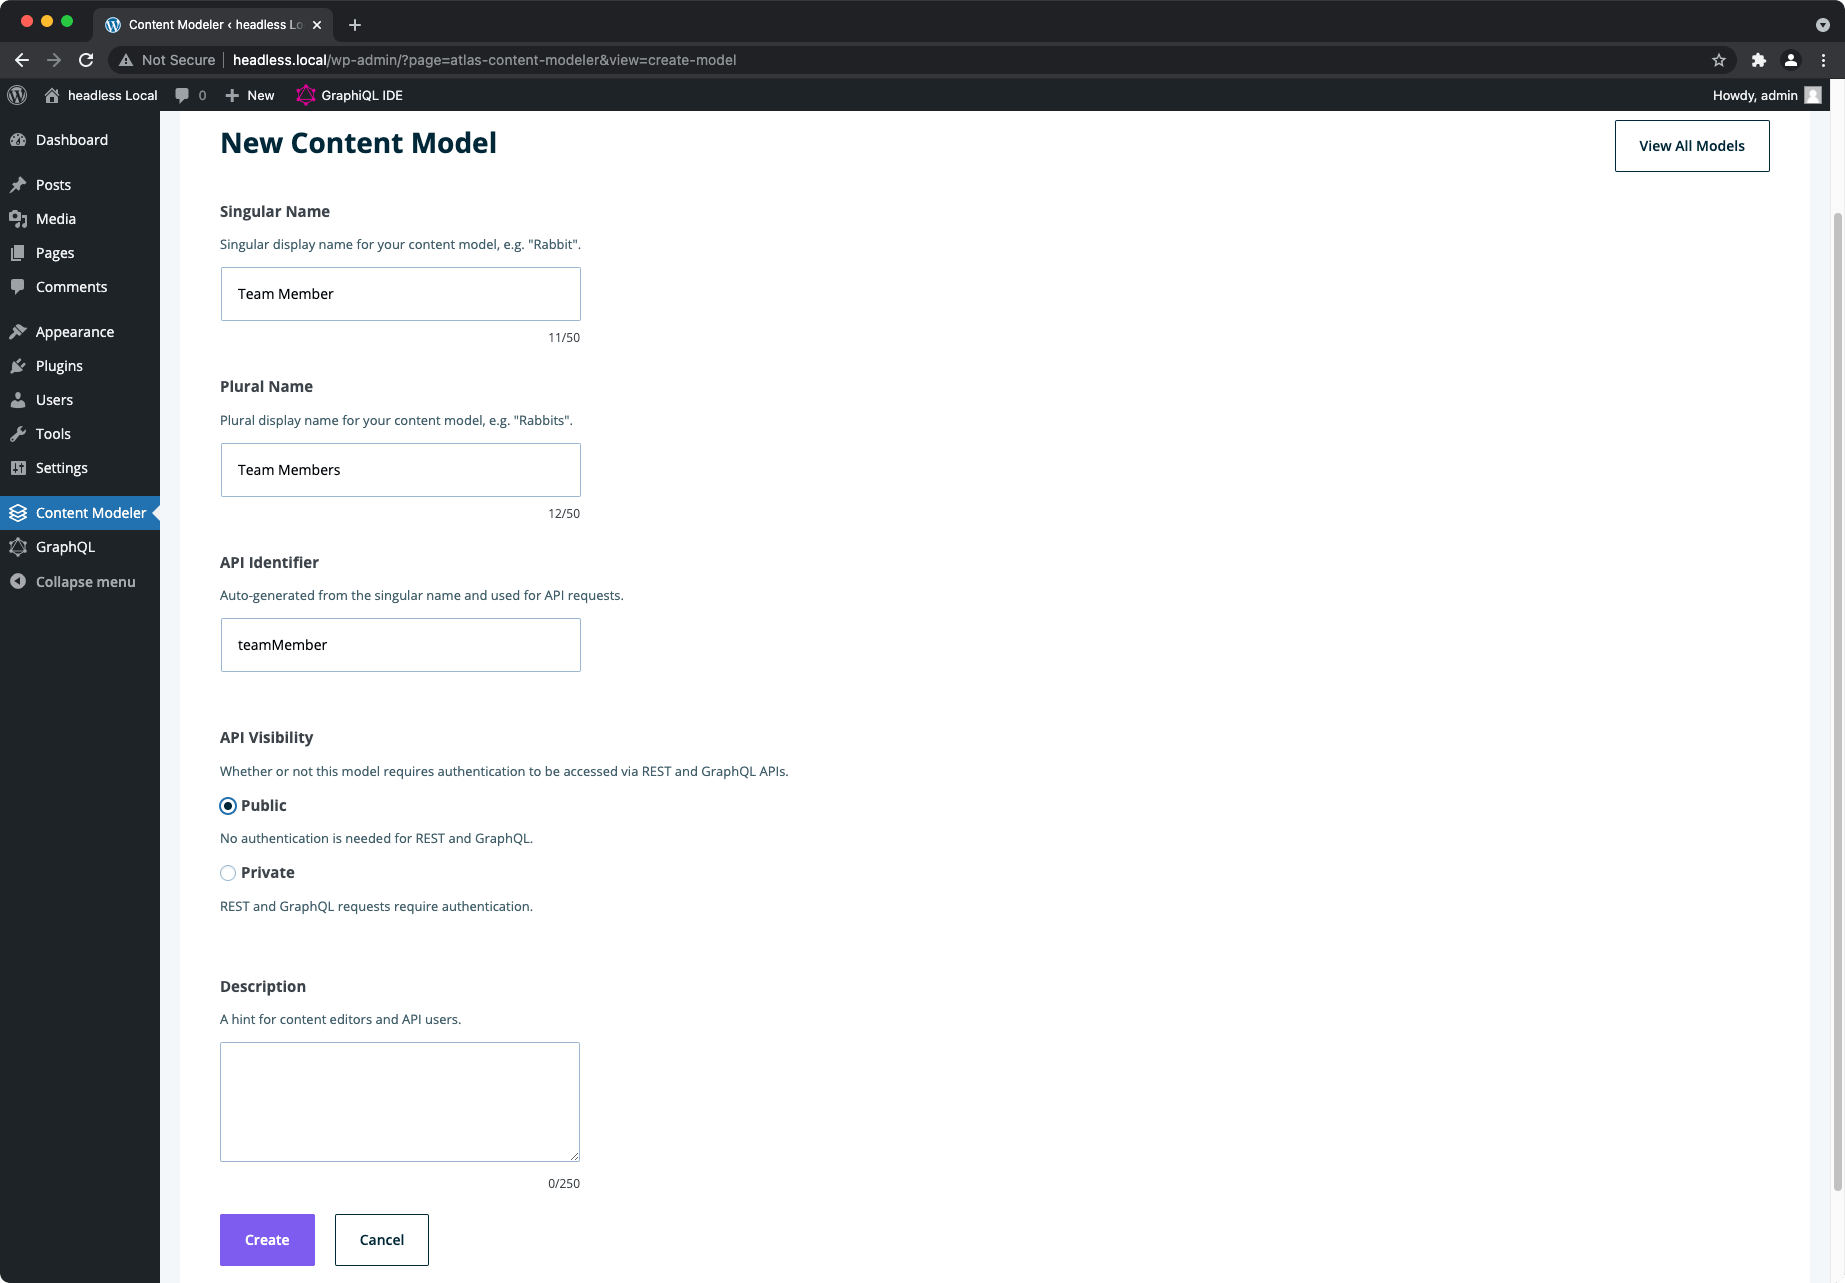 Content Modeler ‹ headless Lo
Not Secure headless.local/wp-admin/?page=atlas-content-modeler&view=create-model
headless Local 0 New GraphiQL IDE Howdy, admin
Dashboard
Posts
Media
Pages
Comments
Appearance
Plugins
Users
Tools
Settings
Content Modeler
GraphQL
Collapse menu
New Content Model
View All Models
Singular Name
Singular display name for your content model, e.g. "Rabbit".
Team Member
11/50
Plural Name
Plural display name for your content model, e.g. "Rabbits".
Team Members
12/50
API Identifier
Auto-generated from the singular name and used for API requests.
teamMember
API Visibility
Whether or not this model requires authentication to be accessed via REST and GraphQL APIs.
Public
No authentication is needed for REST and GraphQL.
Private
REST and GraphQL requests require authentication.
Description
A hint for content editors and API users.
0/250
Create Cancel